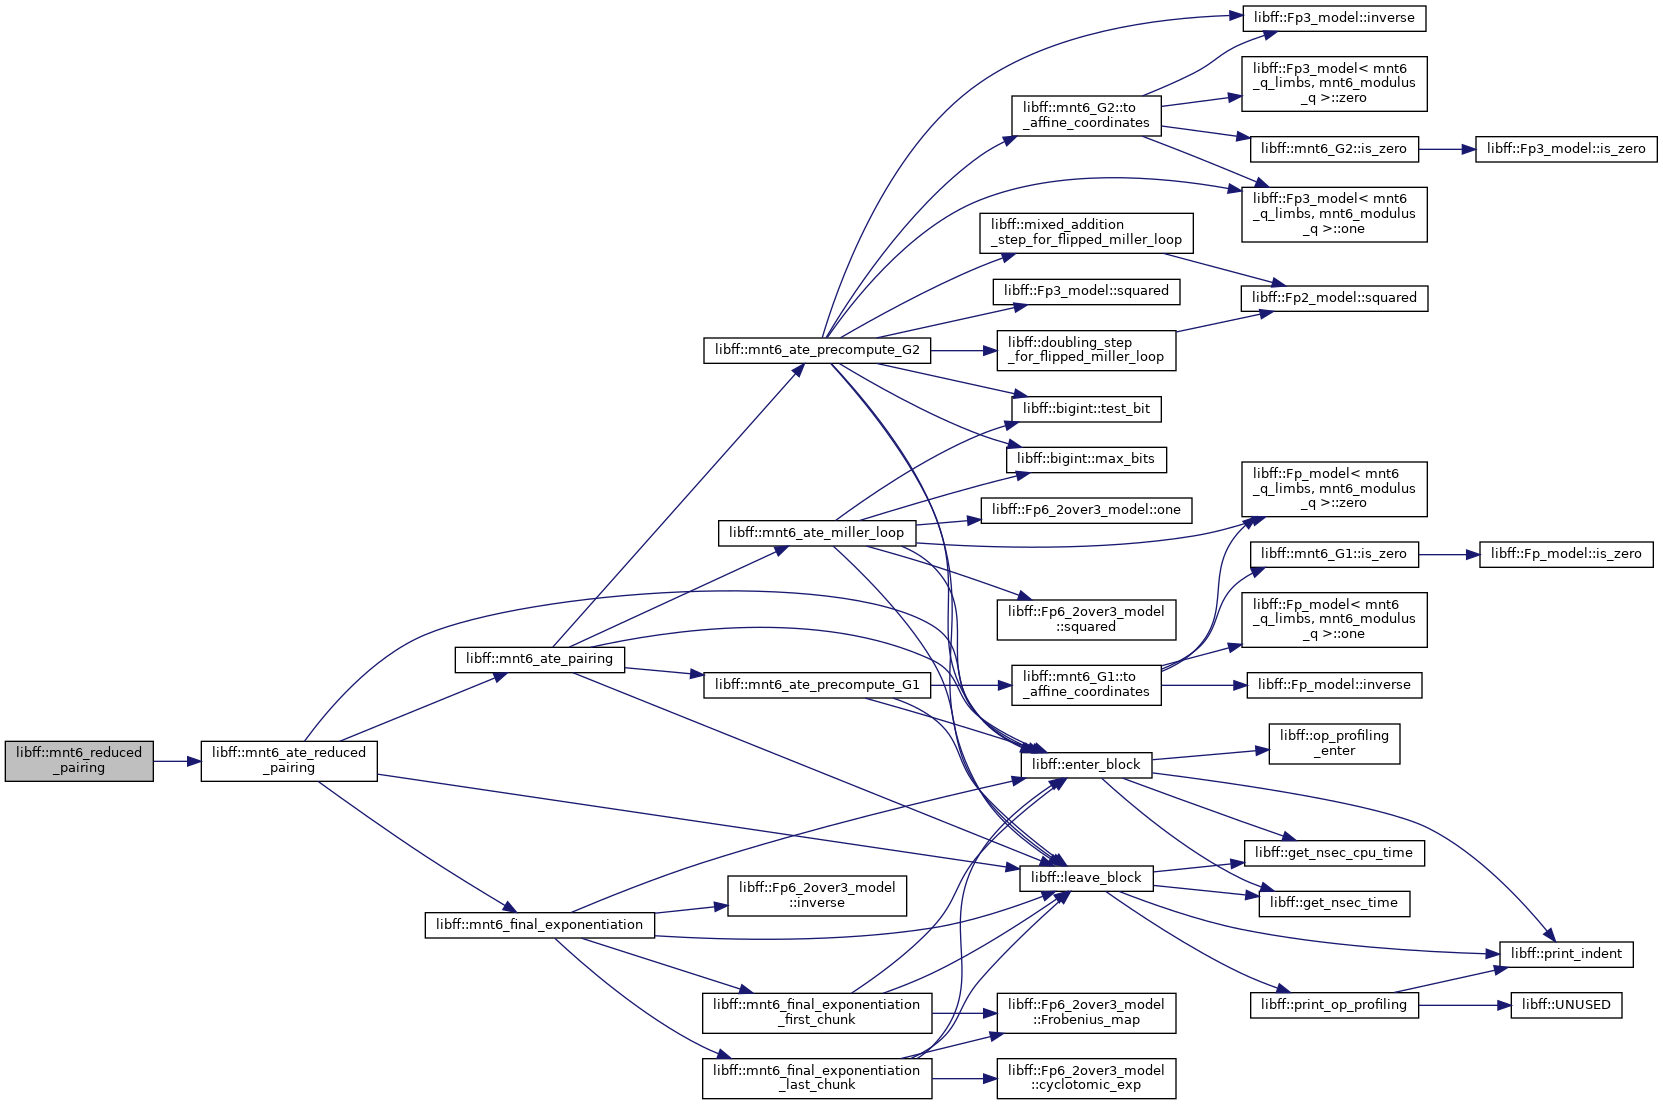 libff::mnt6_reduced
_pairing
libff::mnt6_ate_reduced
_pairing
libff::mnt6_ate_pairing
libff::mnt6_final_exponentiation
libff::mnt6_ate_precompute_G2
libff::mnt6_ate_miller_loop
libff::mnt6_ate_precompute_G1
libff::Fp6_2over3_model
::inverse
libff::mnt6_final_exponentiation
_first_chunk
libff::mnt6_final_exponentiation
_last_chunk
libff::mnt6_G2::to
_affine_coordinates
libff::mixed_addition
_step_for_flipped_miller_loop
libff::Fp3_model::squared
libff::doubling_step
_for_flipped_miller_loop
libff::bigint::test_bit
libff::bigint::max_bits
libff::Fp6_2over3_model::one
libff::Fp6_2over3_model
::squared
libff::mnt6_G1::to
_affine_coordinates
libff::enter_block
libff::leave_block
libff::Fp6_2over3_model
::Frobenius_map
libff::Fp6_2over3_model
::cyclotomic_exp
libff::Fp3_model::inverse
libff::Fp3_model< mnt6
_q_limbs, mnt6_modulus
_q >::zero
libff::mnt6_G2::is_zero
libff::Fp3_model< mnt6
_q_limbs, mnt6_modulus
_q >::one
libff::Fp2_model::squared
libff::Fp_model< mnt6
_q_limbs, mnt6_modulus
_q >::zero
libff::mnt6_G1::is_zero
libff::Fp_model< mnt6
_q_limbs, mnt6_modulus
_q >::one
libff::Fp_model::inverse
libff::op_profiling
_enter
libff::get_nsec_cpu_time
libff::get_nsec_time
libff::print_op_profiling
libff::Fp3_model::is_zero
libff::Fp_model::is_zero
libff::print_indent
libff::UNUSED